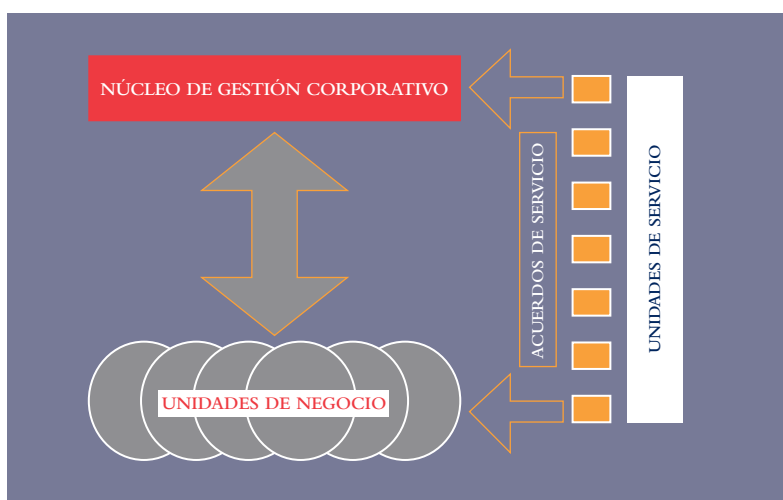 NÚCLEO DE GESTIÓN CORPORATIVO
ACUERDOS DE SERVICIO
UNIDADES DE SERVICIO
UNIDADES DE NEGOCIO